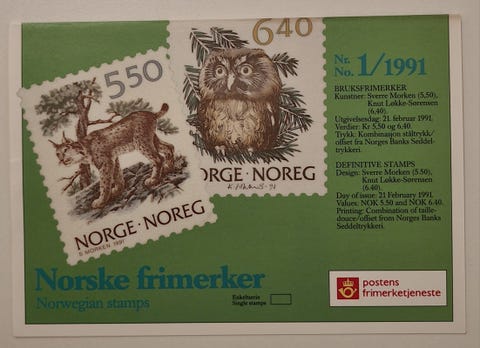 550
NORGE·NOREG
S MORKEN 1991
6.40
NORGE·NOREG
Nr.
No. 1/1991
BRUKSFRIMERKER
Kunstner: Sverre Morken (5,50),
Knut Løkke-Sørensen
(6.40).
Utgivelsesdag: 21. februar 1991.
Verdier: Kr 5,50 og 6,40.
Trykk: Kombinasjon ståltrykk/
offset fra Norges Banks Seddel-
trykkeri.
DEFINITIVE STAMPS
Design: Sverre Morken (5.50),
Knut Løkke-Sørensen
(6.40).
Day of issue: 21 February 1991.
Values: NOK 5.50 and NOK 6.40.
Printing: Combination of taille-
douce/offset from Norges Banks
Seddeltrykkeri.
Norske frimerker
Norwegian stamps
Enkeltserie
Single stamps
postens
frimerketjeneste